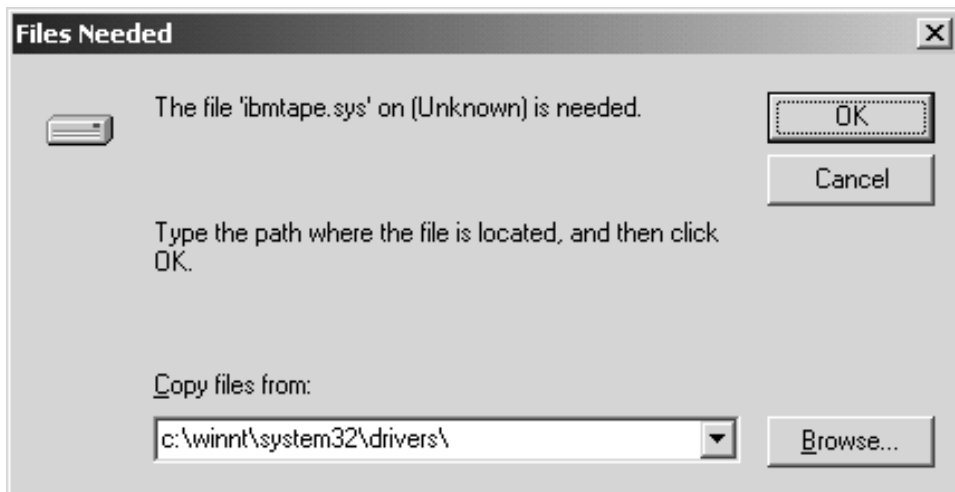 Files Needed
The file 'ibmtape.sys' on (Unknown) is needed.
OK
Cancel
Type the path where the file is located, and then click
OK.
Copy files from:
c:\winnt\system32\drivers\
Browse...